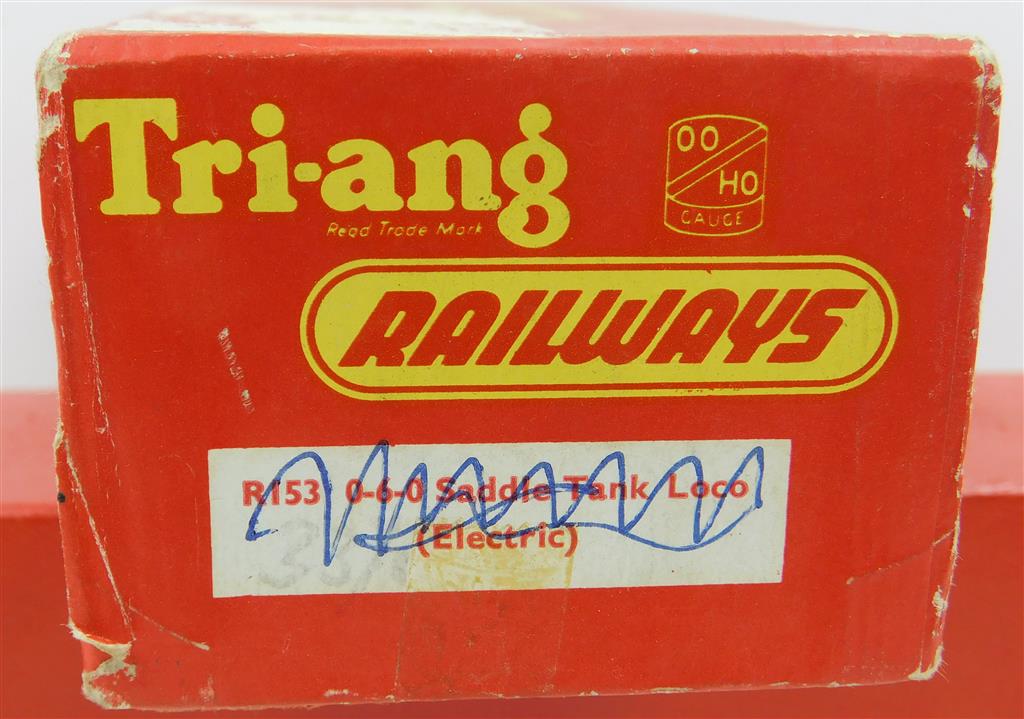 Tri-ang
Regd Trade Mark
OO
HO
GAUGE
RAILWAYS
R153 0-6-0 Saddle Tank Loco
(Electric)